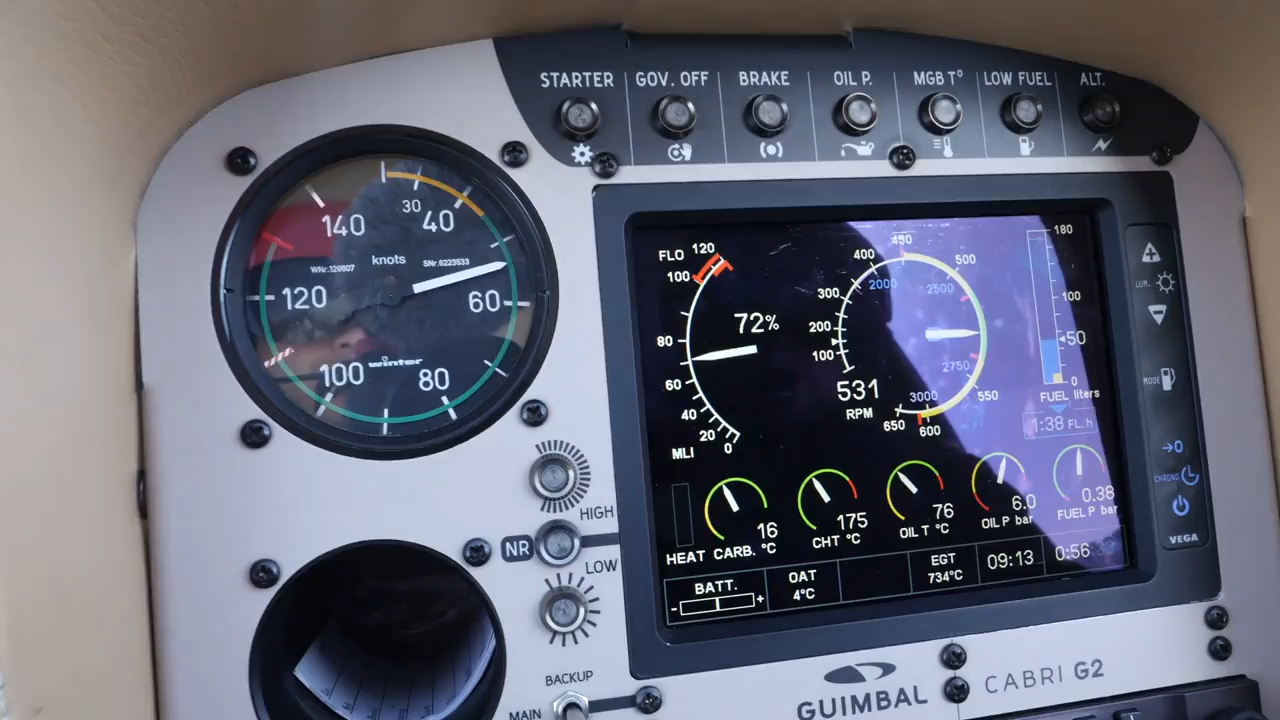 STARTER GOV. OFF BRAKE OIL P. MGB T° LOW FUEL ALT.
30
140 40
knots
WNr.129807 SNr.6223533
120 60
winter
100 80
FLO 120
100
80
60
40
20
0
MLI
72%
450
400 500
2000 2500
300
200
100
2750
550
3000
650 600
531
RPM
180
100
50
0
FUEL liters
1:38 FL.h
16 175 76 6.0 0.38
HEAT CARB. °C CHT °C OIL T °C OIL P bar FUEL P bar
BATT.
- +
OAT
4°C
EGT
734°C
09:13
0:56
LUM.
MODE
→0
CHRONO
VEGA
HIGH
NR
LOW
BACKUP
MAIN
GUIMBAL
CABRI G2